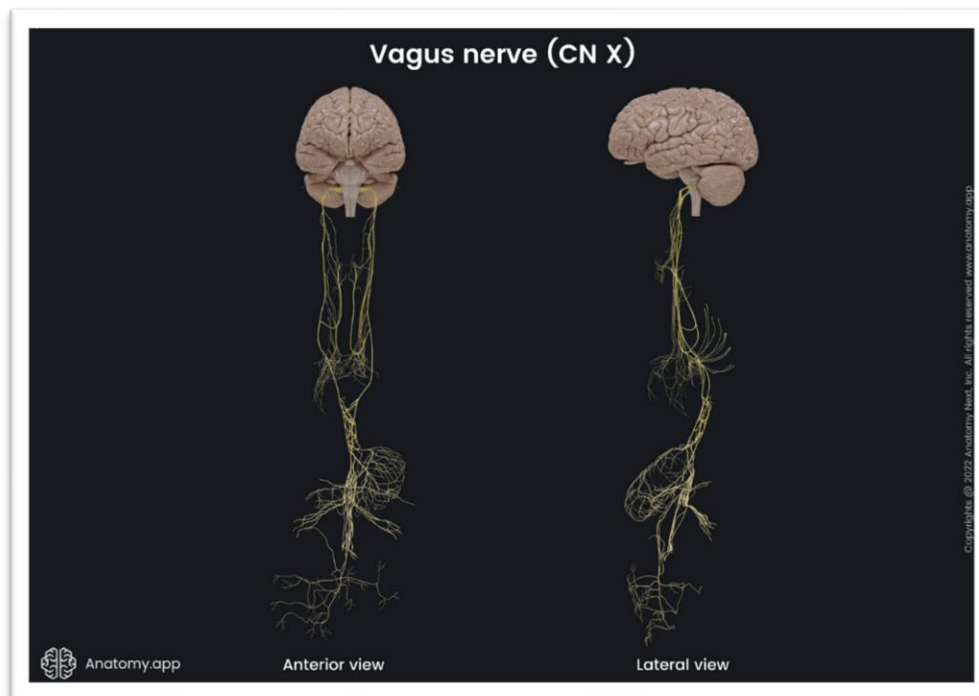 Vagus nerve (CN X)
Copyrights © 2022 Anatomy Next, Inc. All rights reserved www.anatomy.app
Anatomy.app
Anterior view
Lateral view